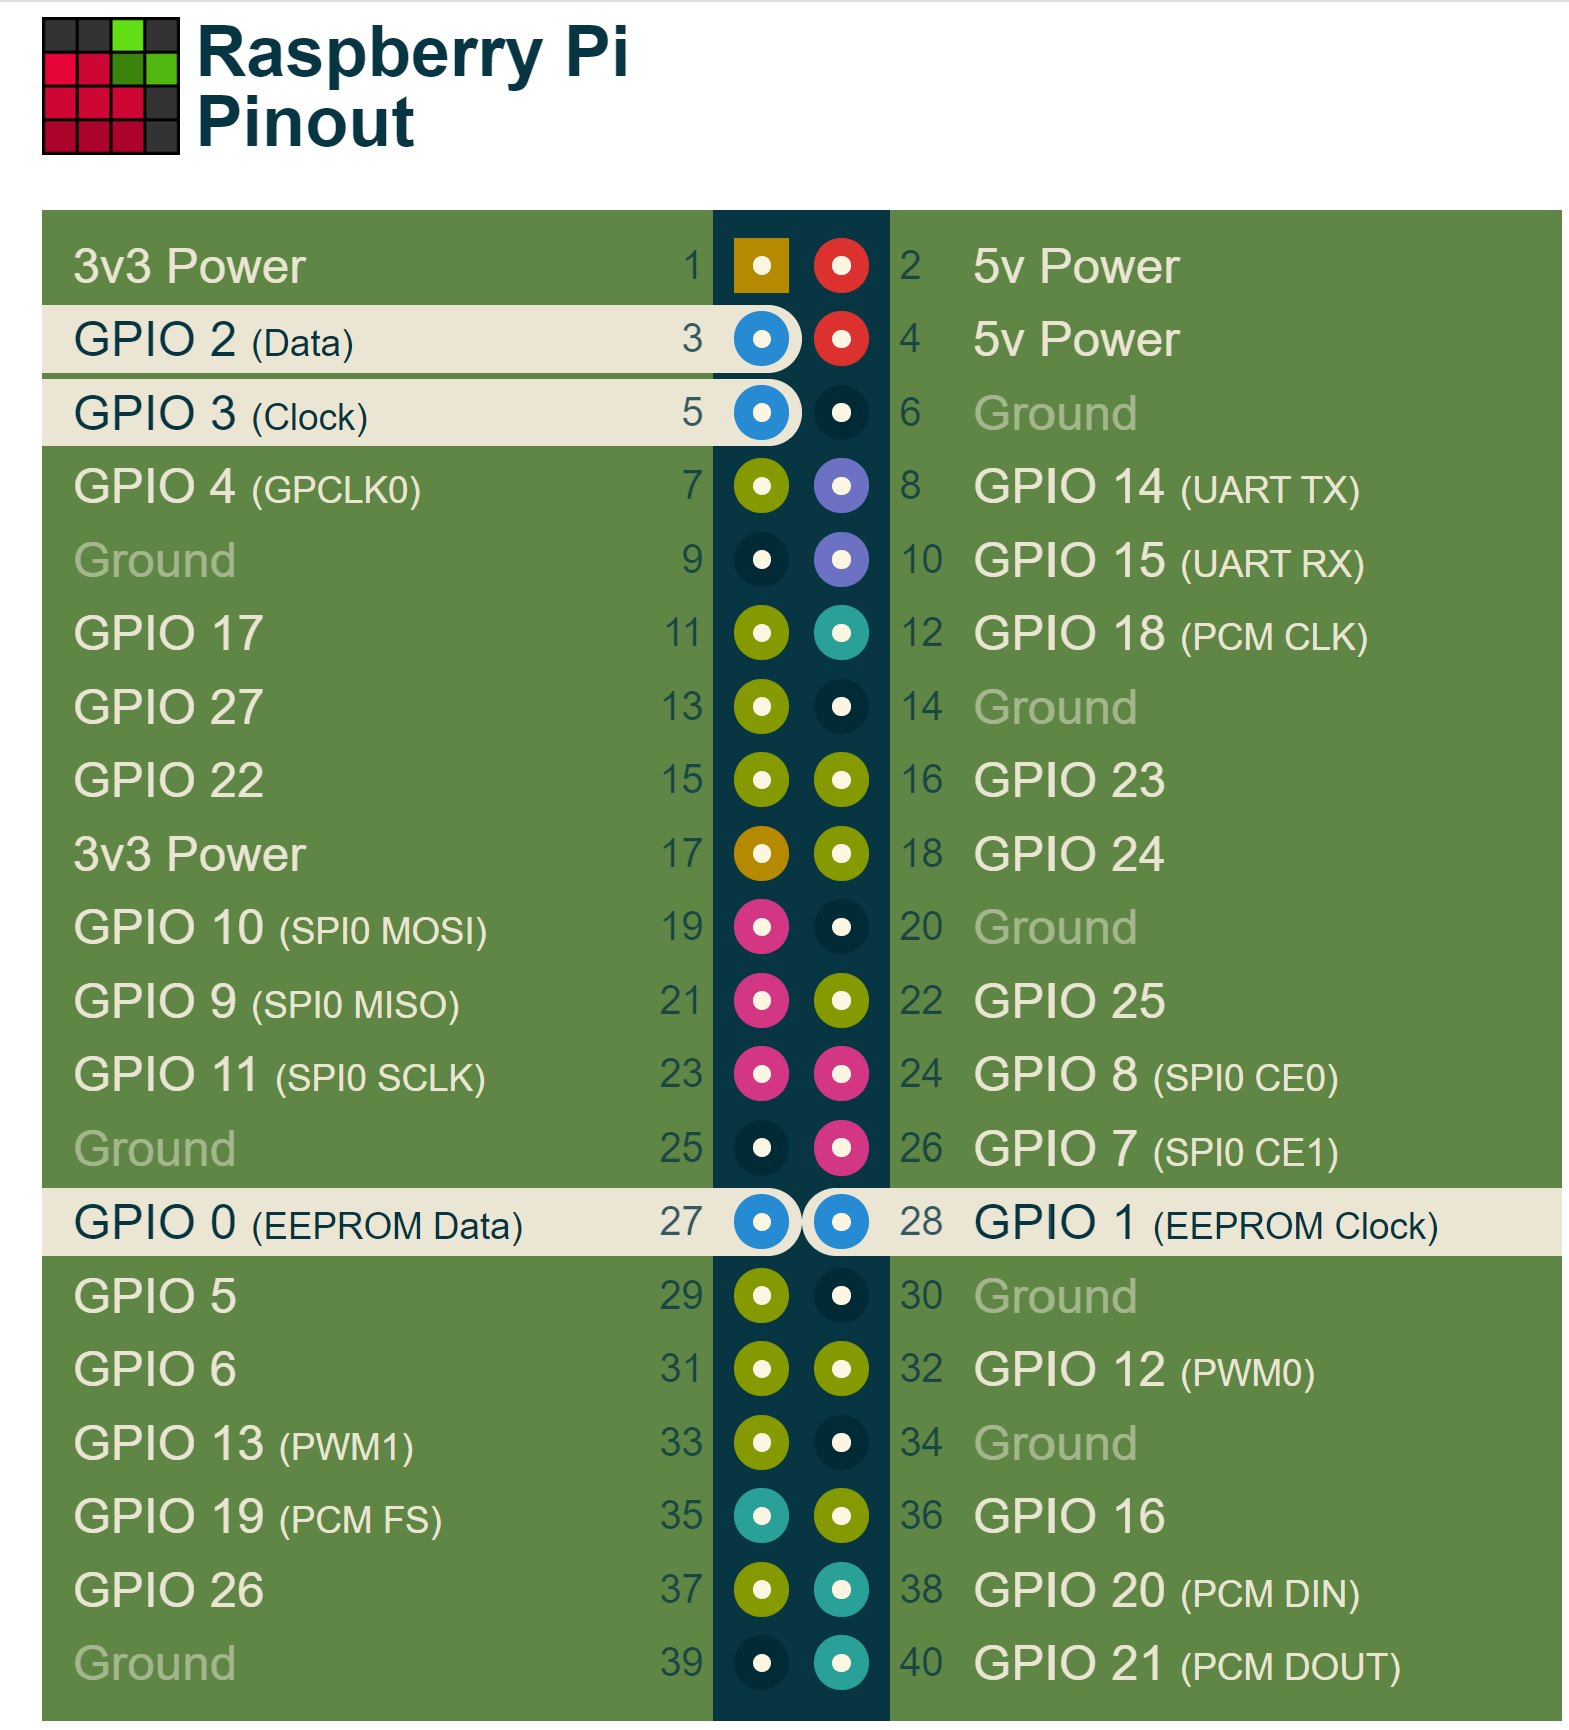 Raspberry Pi
Pinout
3v3 Power 1 2 5v Power
GPIO 2 (Data) 3 4 5v Power
GPIO 3 (Clock) 5 6 Ground
GPIO 4 (GPCLK0) 7 8 GPIO 14 (UART TX)
Ground 9 10 GPIO 15 (UART RX)
GPIO 17 11 12 GPIO 18 (PCM CLK)
GPIO 27 13 14 Ground
GPIO 22 15 16 GPIO 23
3v3 Power 17 18 GPIO 24
GPIO 10 (SPI0 MOSI) 19 20 Ground
GPIO 9 (SPI0 MISO) 21 22 GPIO 25
GPIO 11 (SPI0 SCLK) 23 24 GPIO 8 (SPI0 CE0)
Ground 25 26 GPIO 7 (SPI0 CE1)
GPIO 0 (EEPROM Data) 27 28 GPIO 1 (EEPROM Clock)
GPIO 5 29 30 Ground
GPIO 6 31 32 GPIO 12 (PWM0)
GPIO 13 (PWM1) 33 34 Ground
GPIO 19 (PCM FS) 35 36 GPIO 16
GPIO 26 37 38 GPIO 20 (PCM DIN)
Ground 39 40 GPIO 21 (PCM DOUT)